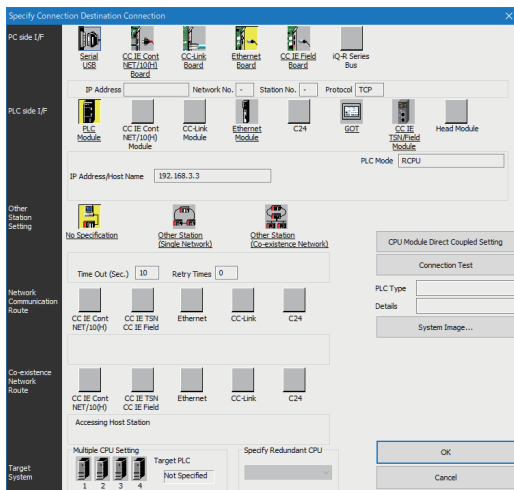 Specify Connection Destination Connection
PC side I/F
Serial
USB
CC IE Cont
NET/10(H)
Board
CC-Link
Board
Ethernet
Board
CC IE Field
Board
iQ-R Series
Bus
IP Address
Network No. -
Station No. -
Protocol TCP
PLC side I/F
PLC
Module
CC IE Cont
NET/10(H)
Module
CC-Link
Module
Ethernet
Module
C24
GOT
CC IE
TSN/Field
Module
Head Module
PLC Mode RCPU
IP Address/Host Name 192.168.3.3
Other
Station
Setting
No Specification
Other Station
(Single Network)
Other Station
(Co-existence Network)
CPU Module Direct Coupled Setting
Time Out (Sec.) 10
Retry Times 0
Connection Test
PLC Type
Details
System Image...
Network
Communication
Route
CC IE Cont
NET/10(H)
CC IE TSN
CC IE Field
Ethernet
CC-Link
C24
Co-existence
Network
Route
CC IE Cont
NET/10(H)
CC IE TSN
CC IE Field
Ethernet
CC-Link
C24
Accessing Host Station
Target
System
Multiple CPU Setting
1 2 3 4
Target PLC
Not Specified
Specify Redundant CPU
OK
Cancel